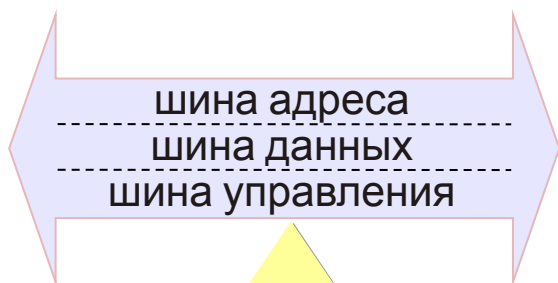 шина адреса
шина данных
шина управления